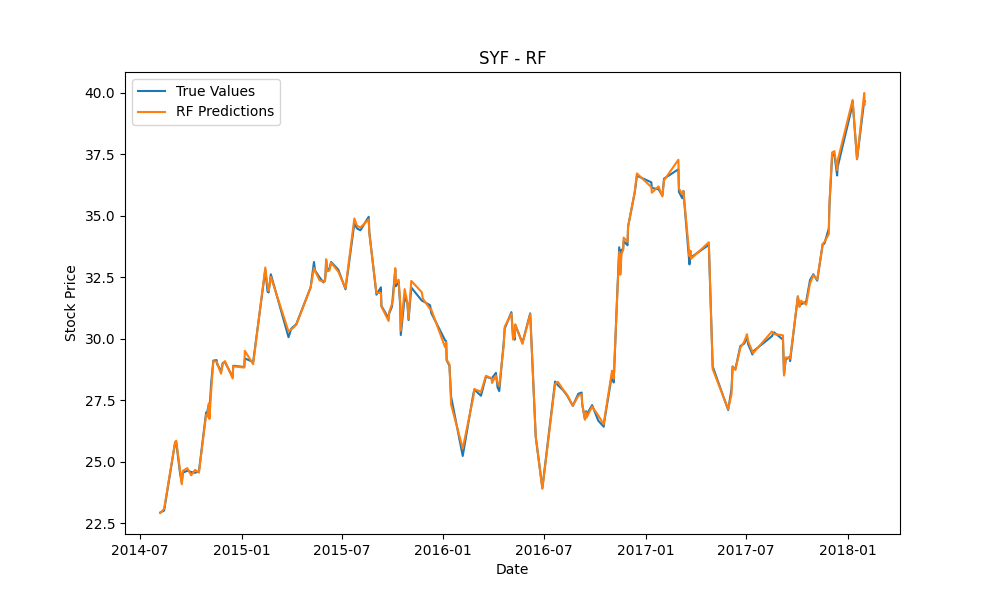 SYF - RF
True Values
RF Predictions
40.0
37.5
35.0
32.5
30.0
27.5
25.0
22.5
Stock Price
2014-07 2015-01 2015-07 2016-01 2016-07 2017-01 2017-07 2018-01
Date